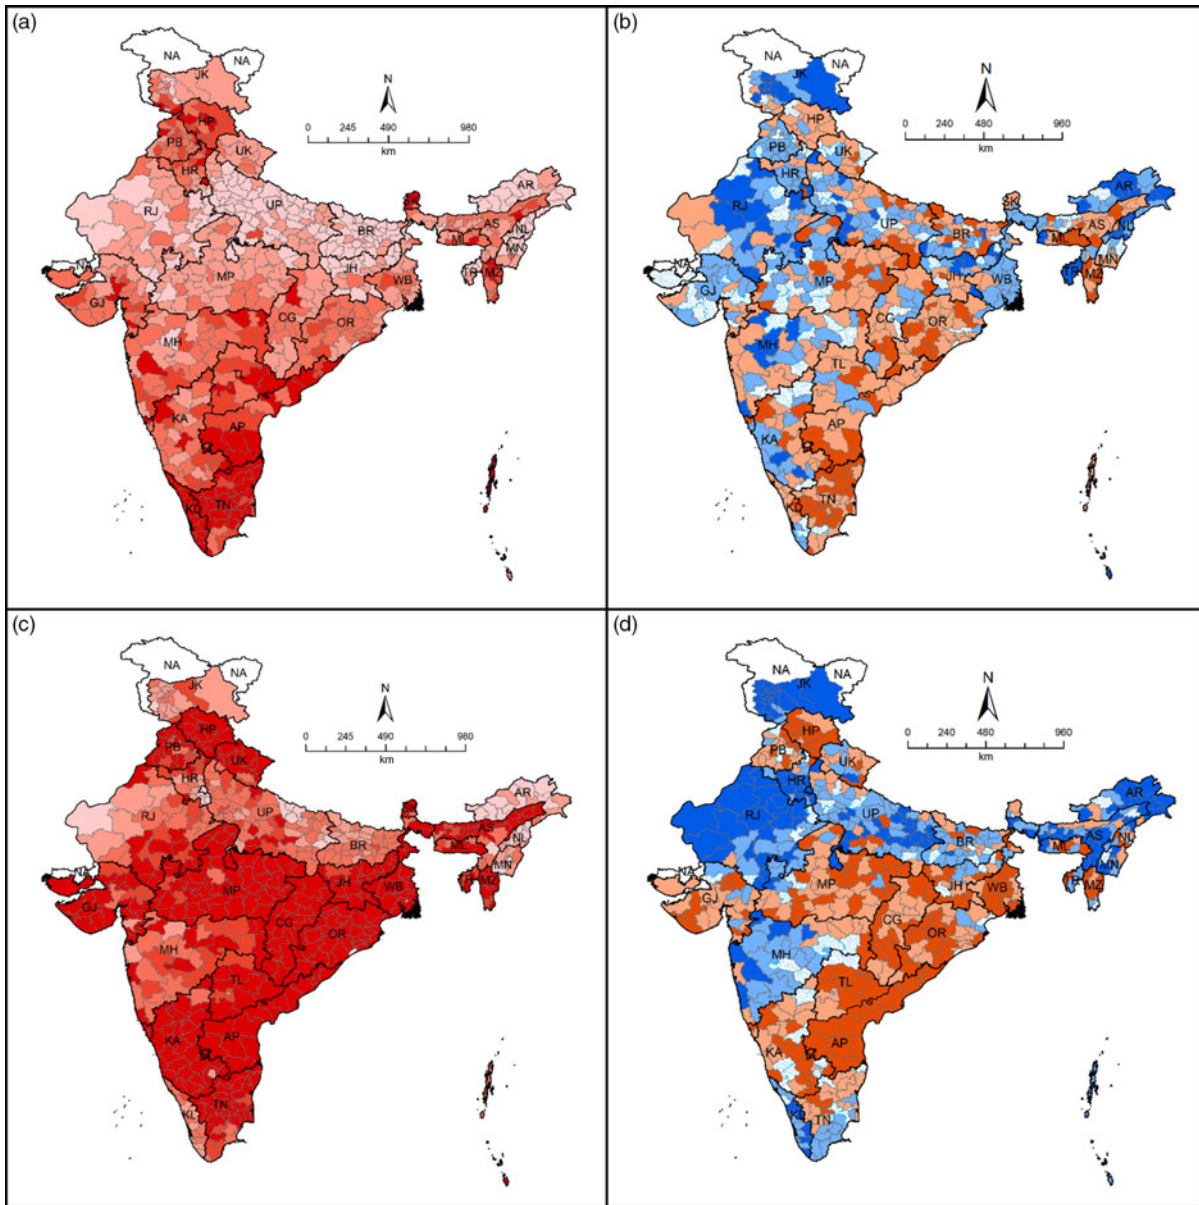 (a)
NA
NA
JK
N
HP
0 245 490 980
km
PB
UK
HR
SK
AR
RJ
UP
AS
NL
BR
ML
MN
NA
JH
TR
MZ
GJ
MP
WB
CG
OR
MH
TL
KA
AP
TN
(b)
NA
NA
JK
N
HP
0 240 480 960
km
PB
UK
HR
SK
AR
RJ
UP
AS
NL
BR
ML
MN
NA
JH
TR
MZ
GJ
MP
WB
CG
OR
MH
TL
AP
KA
TN
(c)
NA
NA
JK
N
HP
0 245 490 980
km
PB
UK
HR
AR
RJ
UP
AS
NL
BR
ML
MN
NA
JH
TR
MZ
GJ
MP
WB
CG
OR
MH
TL
KA
AP
TN
KL
(d)
NA
NA
JK
N
HP
0 240 480 960
km
PB
UK
HR
AR
RJ
UP
AS
NL
BR
ML
MN
NA
JH
TR
MZ
GJ
MP
WB
CG
OR
MH
TL
AP
KA
TN